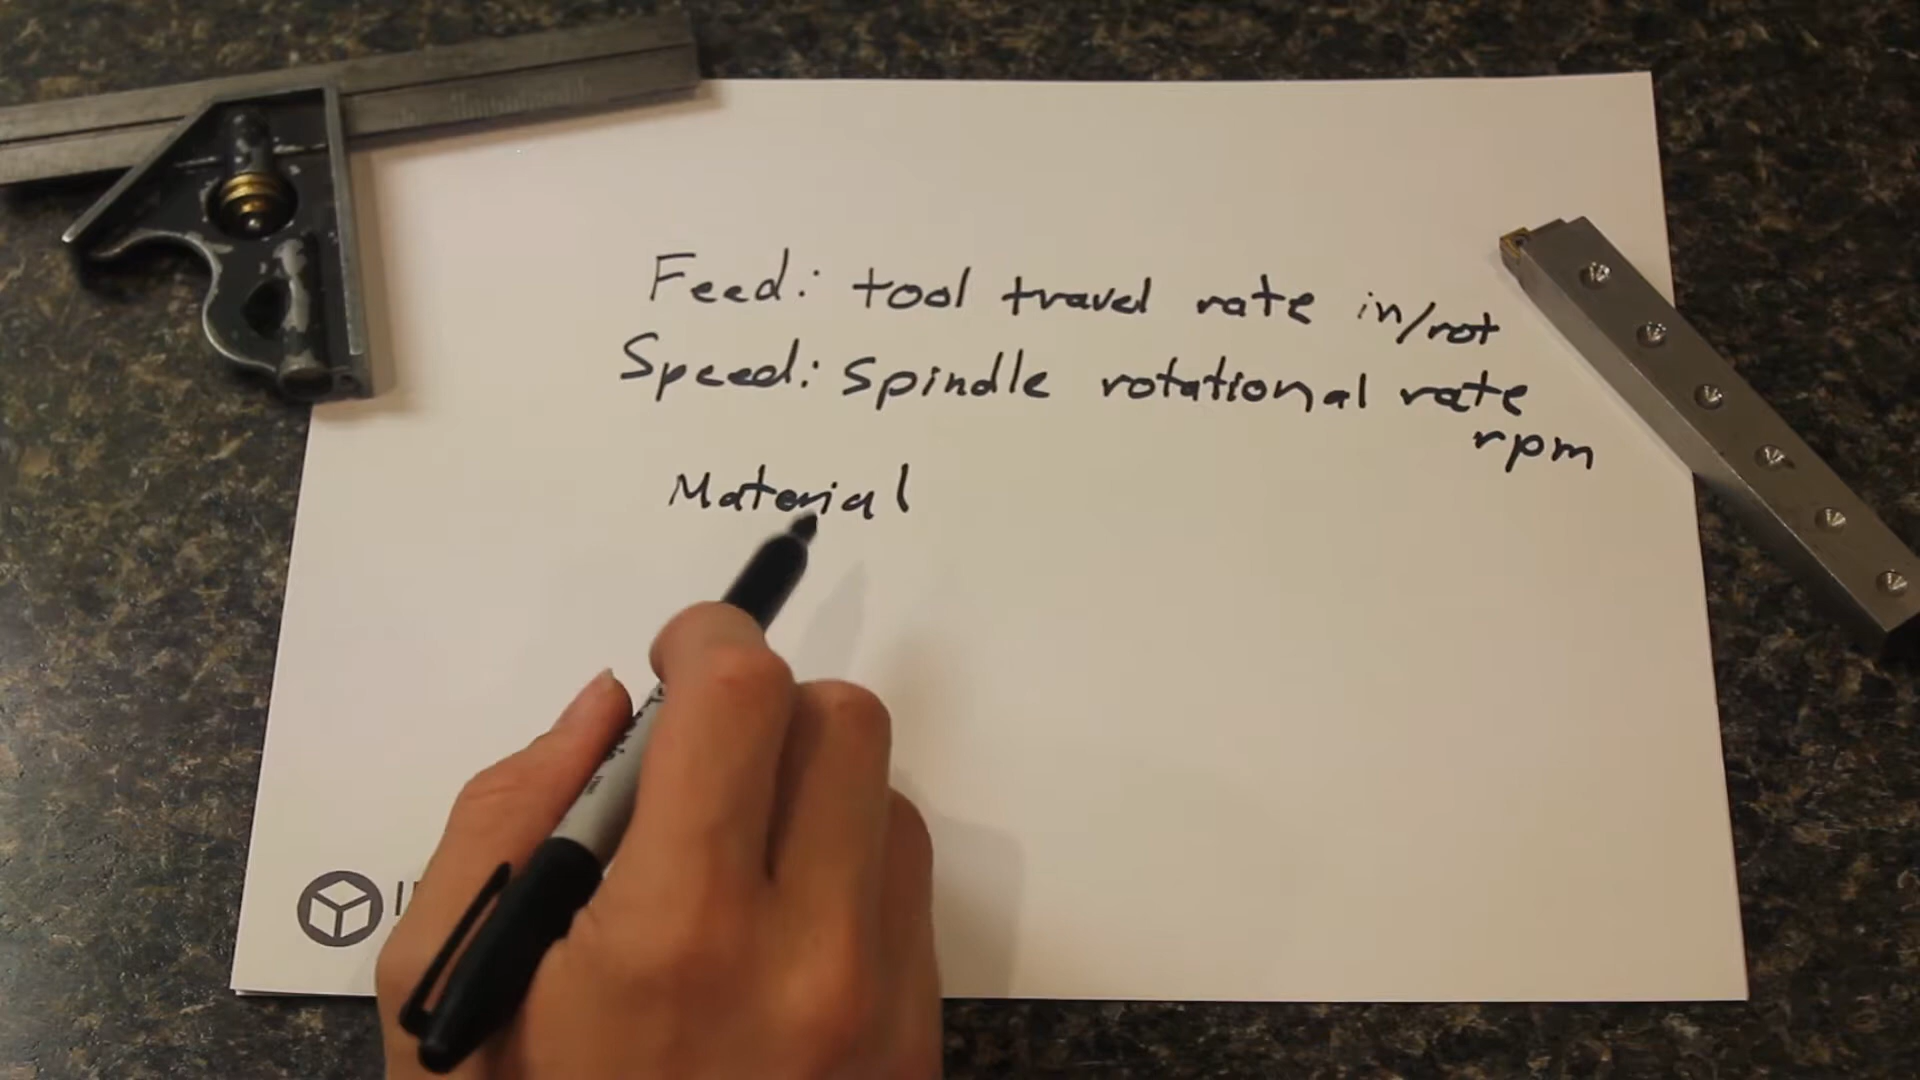 Feed: tool travel rate in/rot
Speed: Spindle rotational rate
rpm
Material